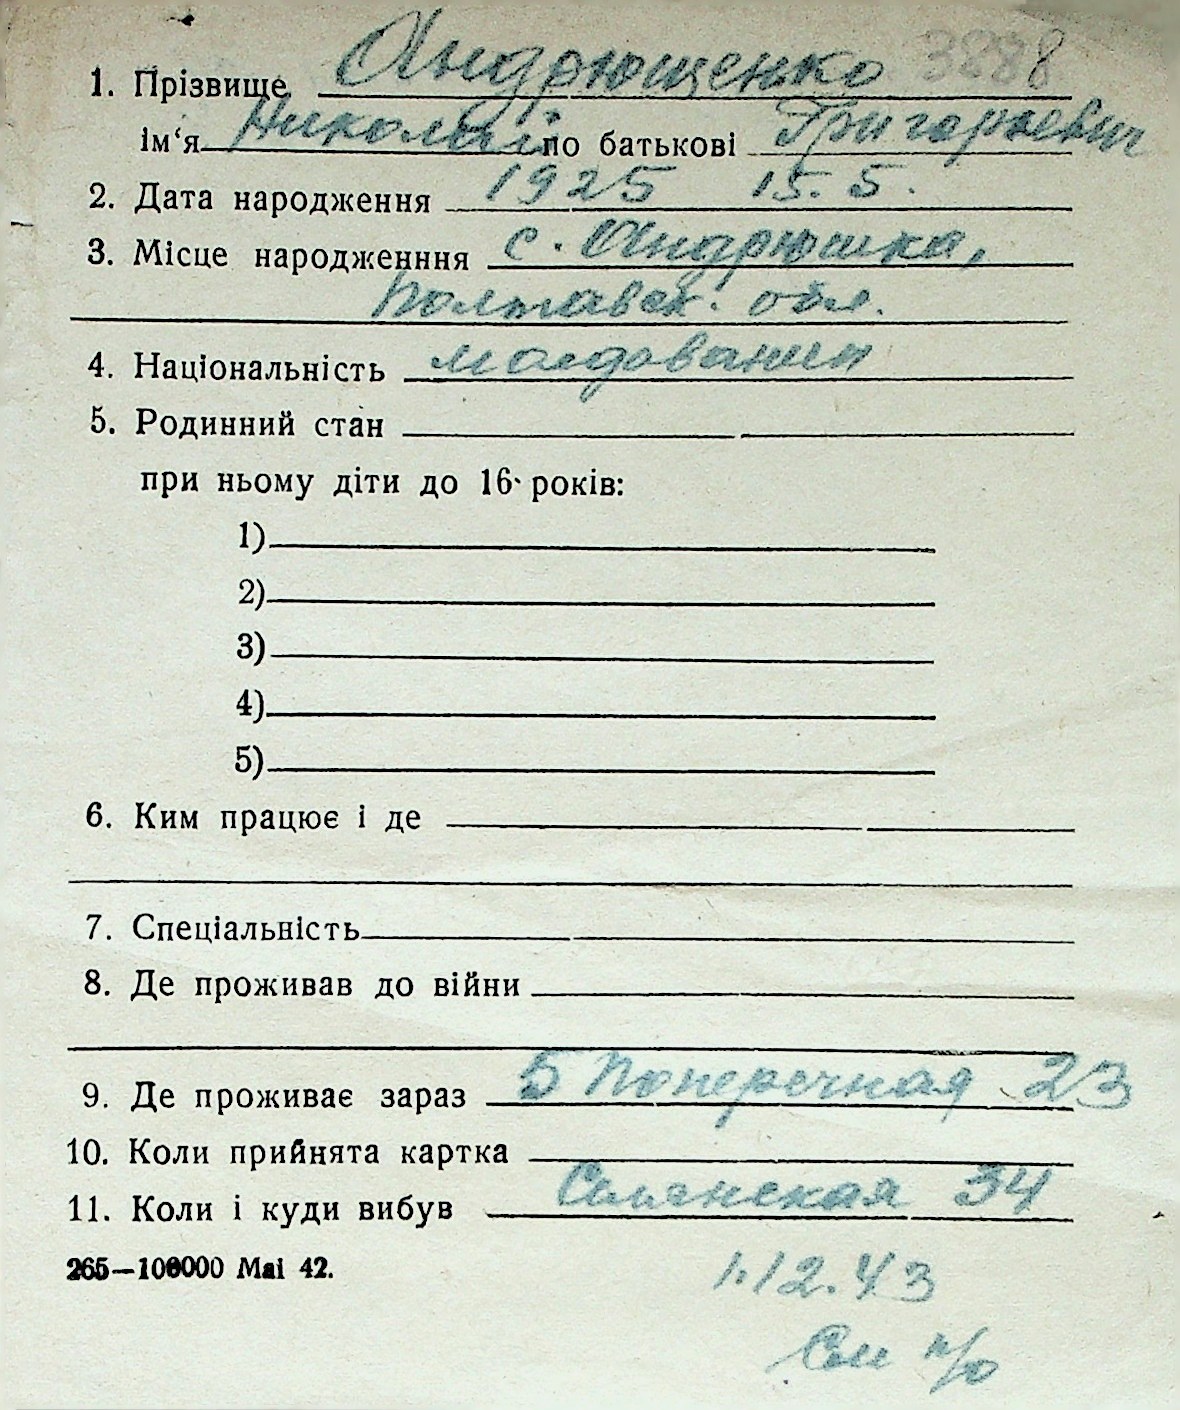 1. Прізвище Андрющенко 3888
ім‘я Николай по батькові Григорьевич
2. Дата народження 1925 15. 5.
3. Місце народженння с. Андрюшка,
Полтавск. обл.
4. Національність молдованин
5. Родинний стан
при ньому діти до 16 років:
1)
2)
3)
4)
5)
6. Ким працює і де
7. Спеціальність
8. Де проживав до війни
9. Де проживає зараз 5 Поперечная 23
10. Коли прийнята картка
11. Коли і куди вибув 34
265—100000 Mai 42.
1.12.43
См н/о